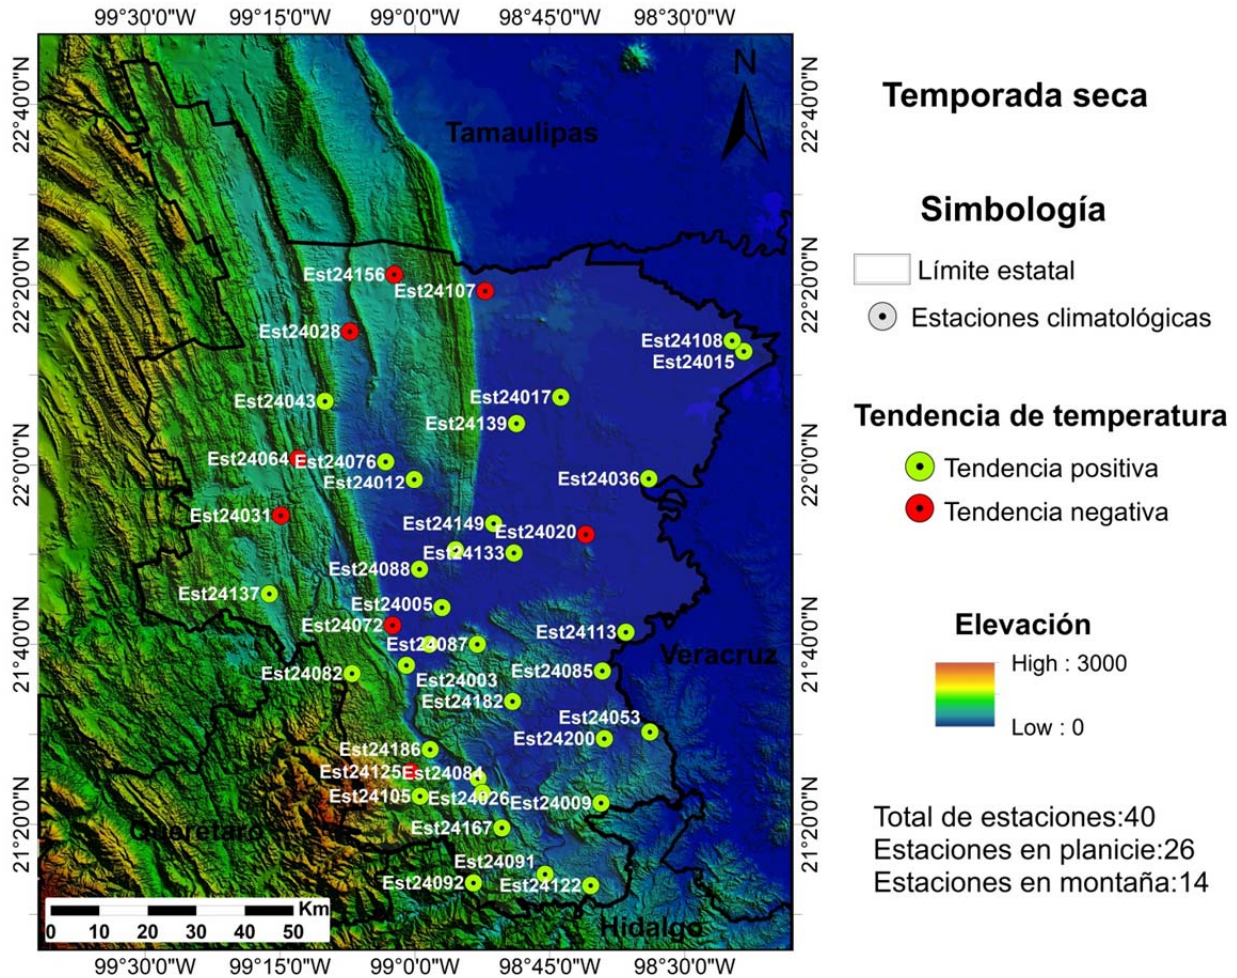 99°30'0"W 99°15'0"W 99°0'0"W 98°45'0"W 98°30'0"W
22°40'0"N
22°20'0"N
22°0'0"N
21°40'0"N
21°20'0"N
N
Tamaulipas
Est24156
Est24107
Est24028
Est24108
Est24015
Est24043
Est24017
Est24139
Est24064
Est24076
Est24012
Est24036
Est24031
Est24149
Est24020
Est24133
Est24088
Est24137
Est24005
Est24072
Est24113
Est24087
Veracruz
Est24082
Est24003
Est24085
Est24182
Est24053
Est24200
Est24186
Est24125
Est24084
Est24105
Est24026
Est24009
Querétaro
Est24167
Est24091
Est24092
Est24122
Hidalgo
Km
0 10 20 30 40 50
22°40'0"N
22°20'0"N
22°0'0"N
21°40'0"N
21°20'0"N
99°30'0"W 99°15'0"W 99°0'0"W 98°45'0"W 98°30'0"W
Temporada seca
Simbología
Límite estatal
Estaciones climatológicas
Tendencia de temperatura
Tendencia positiva
Tendencia negativa
Elevación
High : 3000
Low : 0
Total de estaciones:40
Estaciones en planicie:26
Estaciones en montaña:14